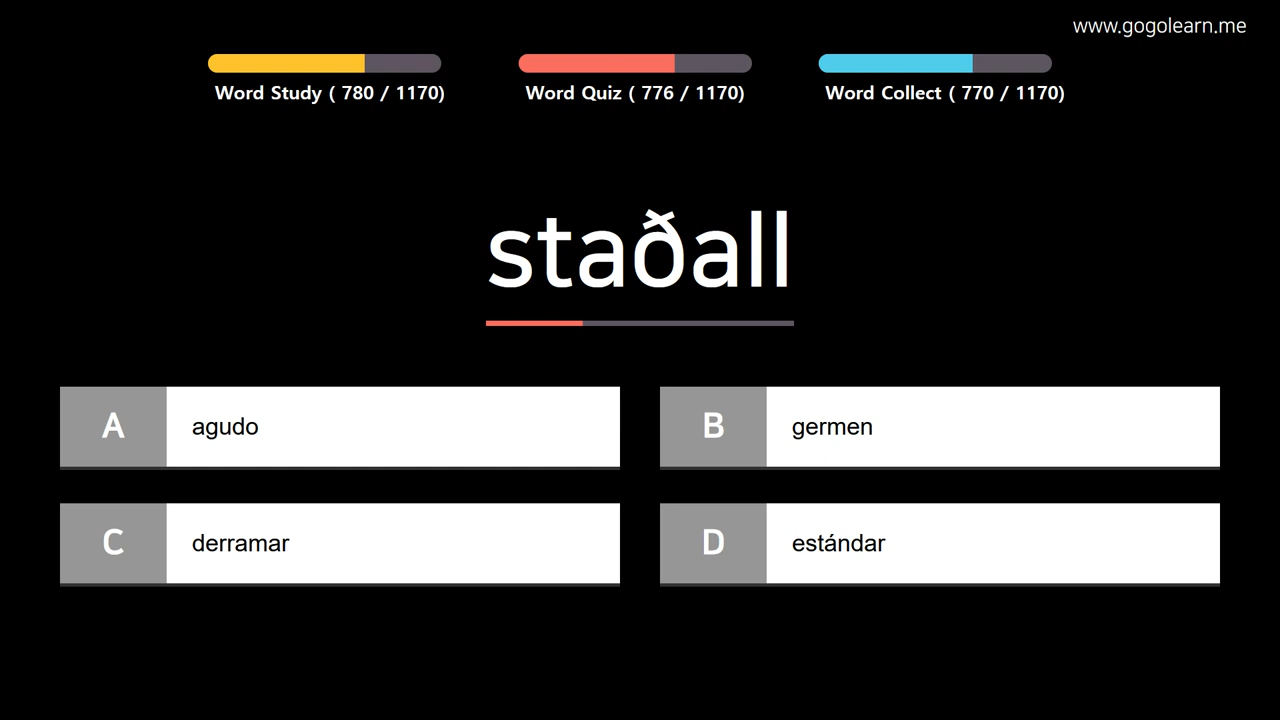 www.gogolearn.me
Word Study ( 780 / 1170)
Word Quiz ( 776 / 1170)
Word Collect ( 770 / 1170)
staðall
A
agudo
B
germen
C
derramar
D
estándar